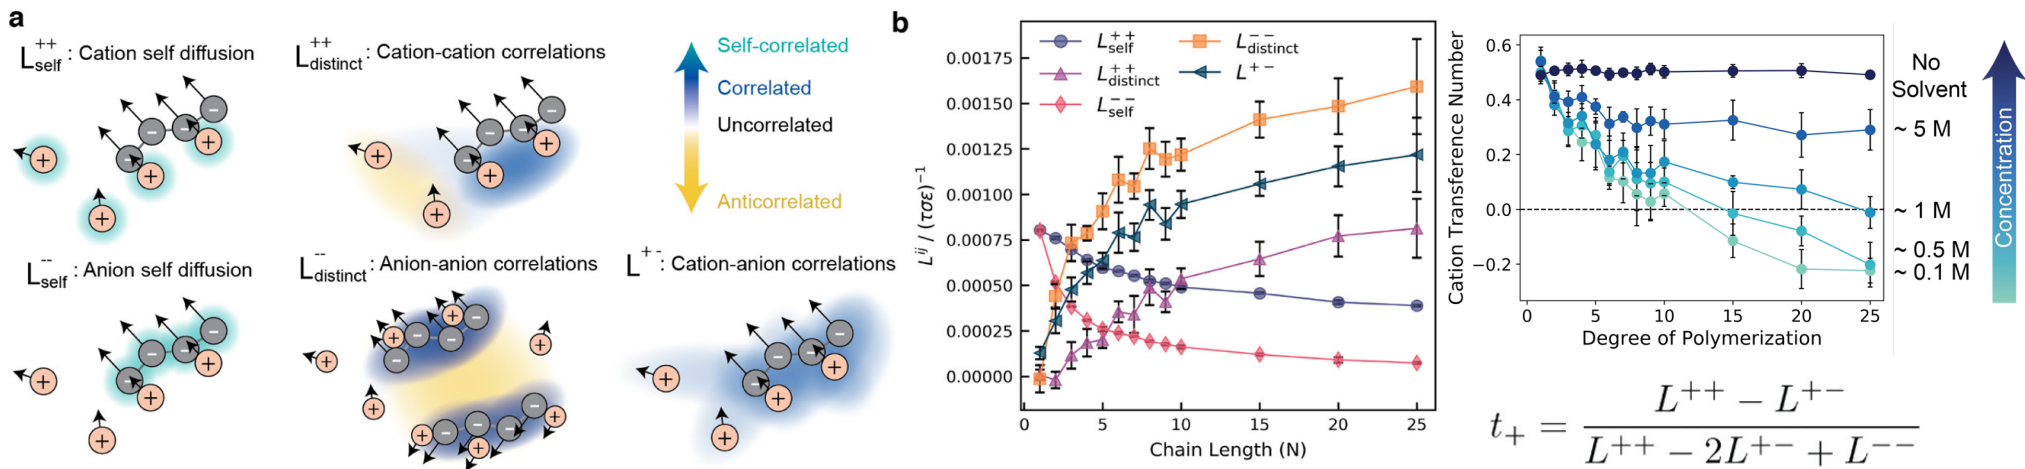 a
L^{++}_{self} : Cation self diffusion
L^{++}_{distinct} : Cation-cation correlations
Self-correlated
Correlated
Uncorrelated
Anticorrelated
L^{--}_{self} : Anion self diffusion
L^{--}_{distinct} : Anion-anion correlations
L^{+-} : Cation-anion correlations
b
L^{ij} / (τσε)^{-1}
0.00175
0.00150
0.00125
0.00100
0.00075
0.00050
0.00025
0.00000
L^{++}_{self}
L^{++}_{distinct}
L^{--}_{self}
L^{--}_{distinct}
L^{+-}
0 5 10 15 20 25
Chain Length (N)
Cation Transference Number
0.6
0.4
0.2
0.0
−0.2
0 5 10 15 20 25
Degree of Polymerization
No
Solvent
~ 5 M
~ 1 M
~ 0.5 M
~ 0.1 M
Concentration
t_+ = \frac{L^{++} − L^{+−}}{L^{++} − 2L^{+−} + L^{−−}}